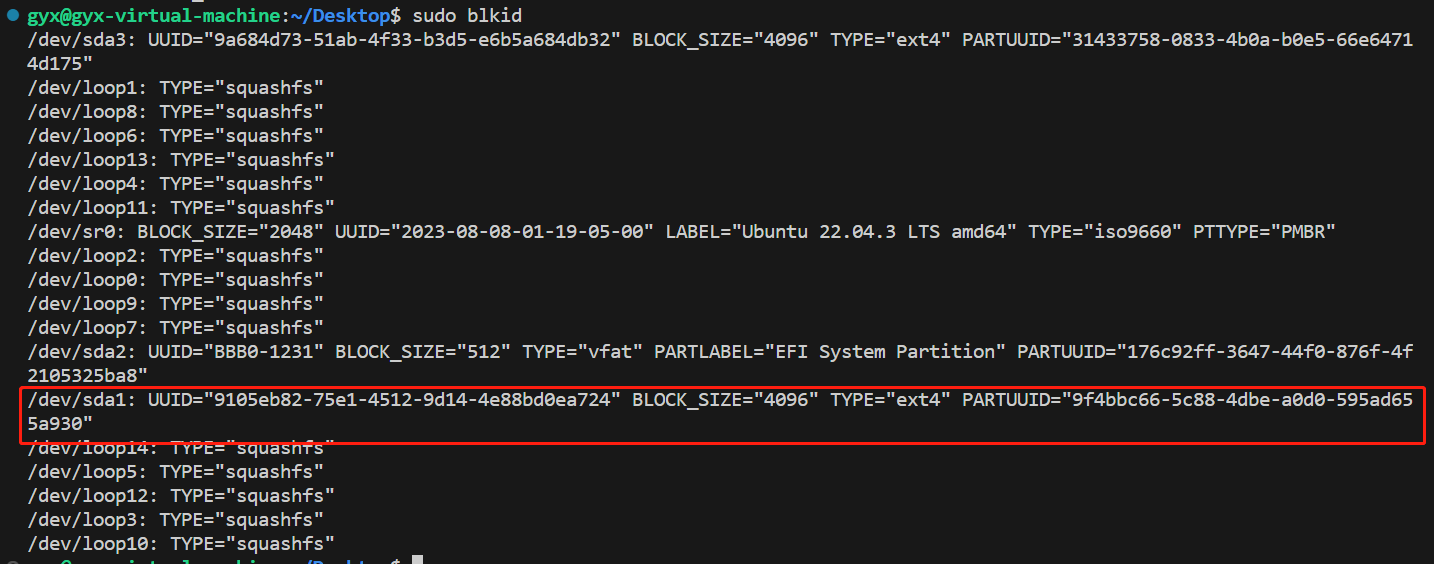 gyx@gyx-virtual-machine:~/Desktop$ sudo blkid
/dev/sda3: UUID="9a684d73-51ab-4f33-b3d5-e6b5a684db32" BLOCK_SIZE="4096" TYPE="ext4" PARTUUID="31433758-0833-4b0a-b0e5-66e6471
4d175"
/dev/loop1: TYPE="squashfs"
/dev/loop8: TYPE="squashfs"
/dev/loop6: TYPE="squashfs"
/dev/loop13: TYPE="squashfs"
/dev/loop4: TYPE="squashfs"
/dev/loop11: TYPE="squashfs"
/dev/sr0: BLOCK_SIZE="2048" UUID="2023-08-08-01-19-05-00" LABEL="Ubuntu 22.04.3 LTS amd64" TYPE="iso9660" PTTYPE="PMBR"
/dev/loop2: TYPE="squashfs"
/dev/loop0: TYPE="squashfs"
/dev/loop9: TYPE="squashfs"
/dev/loop7: TYPE="squashfs"
/dev/sda2: UUID="BBB0-1231" BLOCK_SIZE="512" TYPE="vfat" PARTLABEL="EFI System Partition" PARTUUID="176c92ff-3647-44f0-876f-4f
2105325ba8"
/dev/sda1: UUID="9105eb82-75e1-4512-9d14-4e88bd0ea724" BLOCK_SIZE="4096" TYPE="ext4" PARTUUID="9f4bbc66-5c88-4dbe-a0d0-595ad65
5a930"
/dev/loop14: TYPE="squashfs"
/dev/loop5: TYPE="squashfs"
/dev/loop12: TYPE="squashfs"
/dev/loop3: TYPE="squashfs"
/dev/loop10: TYPE="squashfs"